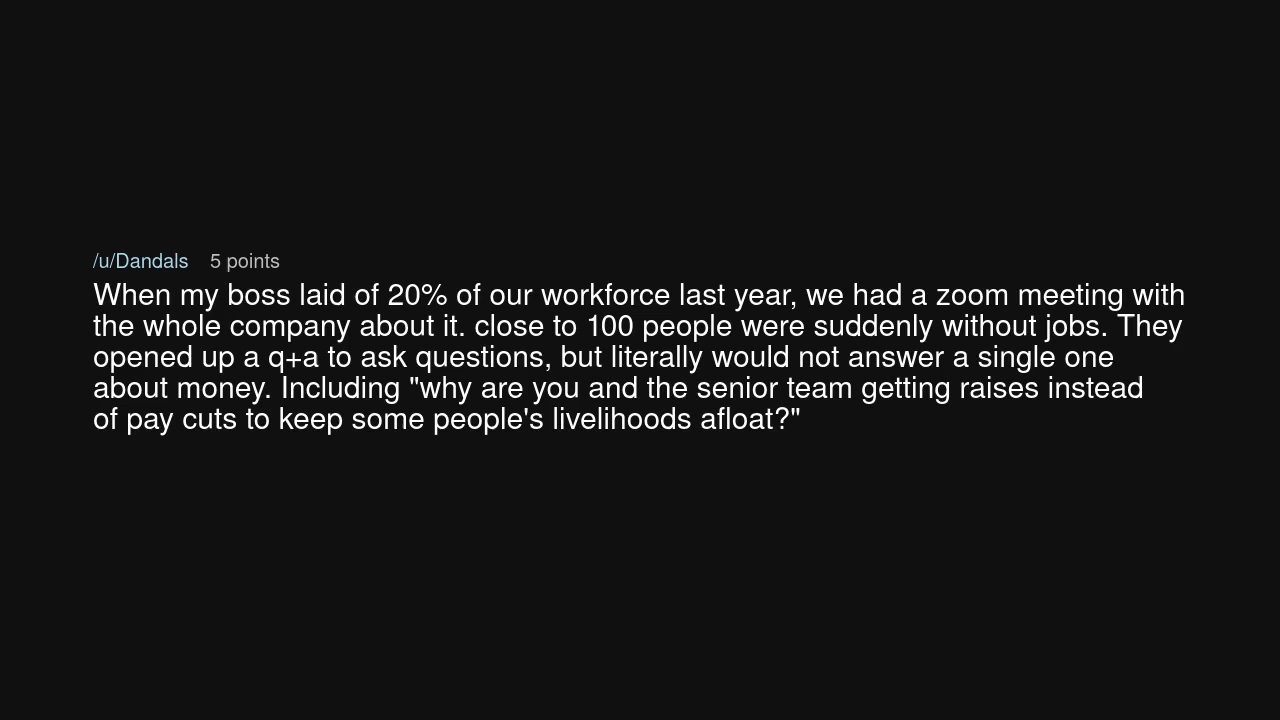 /u/Dandals 5 points
When my boss laid of 20% of our workforce last year, we had a zoom meeting with
the whole company about it. close to 100 people were suddenly without jobs. They
opened up a q+a to ask questions, but literally would not answer a single one
about money. Including "why are you and the senior team getting raises instead
of pay cuts to keep some people's livelihoods afloat?"